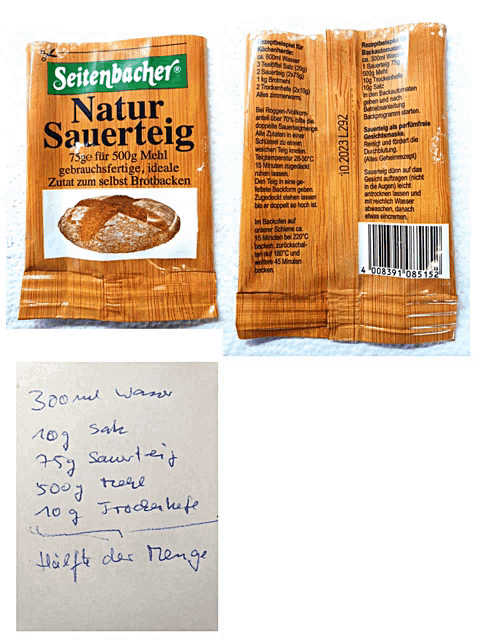 Seitenbacher®
Natur
Sauerteig
75ge für 500g Mehl
gebrauchsfertige, ideale
Zutat zum selbst Brotbacken
Rezeptbeispiel für
Küchenherde:
ca. 600ml Wasser
3 Teelöffel Salz (20g)
2 Sauerteig (2x75g)
1 kg Brotmehl
2 Trockenhefe (2x10g)
Alles zimmerwarm.
Bei Roggen-/Vollkorn-
anteil über 70% bitte die
doppelte Sauerteigmenge.
Alle Zutaten in einer
Schüssel zu einem
weichen Teig kneten.
Teigtemperatur 28-30°C
15 Minuten zugedeckt
ruhen lassen.
Den Teig in eine ge-
fettete Backform geben.
Zugedeckt stehen lassen
bis er doppelt so hoch ist.
Im Backofen auf
unterer Schiene ca.
15 Minuten bei 220°C
backen, zurückschal-
ten auf 180°C und
weitere 45 Minuten
backen.
10.2023 L292
Rezeptbeispiel für
Backautomaten:
ca. 300ml Wasser
1 Sauerteig 75g
500g Mehl
10g Trockenhefe
10g Salz
In den Backautomaten
geben und nach
Betriebsanleitung
Backprogramm starten.
Sauerteig als parfümfreie
Gesichtsmaske.
Reinigt und fördert die
Durchblutung.
(Altes Geheimrezept)
Sauerteig dünn auf das
Gesicht auftragen (nicht
in die Augen) leicht
antrocknen lassen und
mit reichlich Wasser
abwaschen, danach
etwas eincremen.
4 008391 085152
300ml Wasser
10g Salz
75g Sauerteig
500g Mehl
10g Trockenhefe
Hälfte der Menge